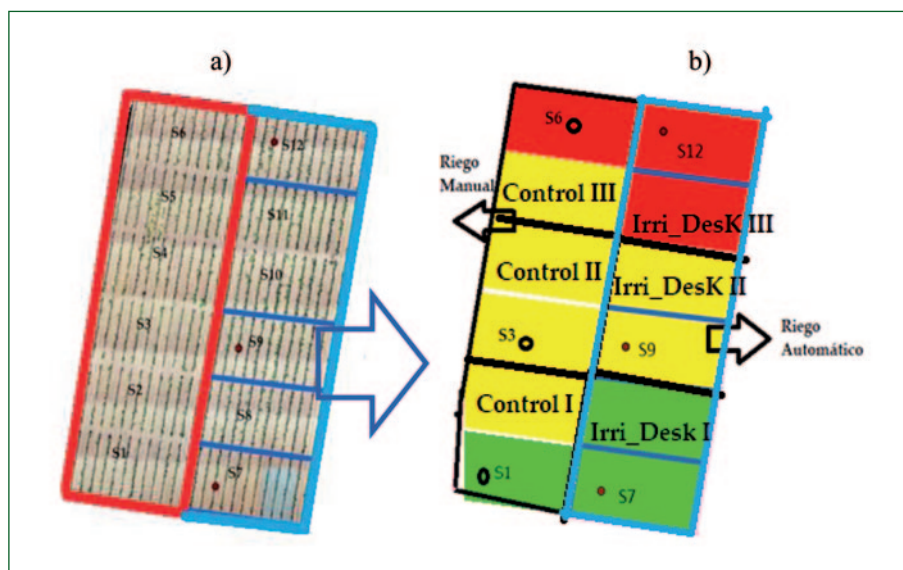 a)
S6
S5
S4
S3
S2
S1
S12
S11
S10
S9
S8
S7
b)
Riego
Manual
S6
S12
Control III
Irri_DesK III
Control II
Irri_DesK II
S3
S9
Riego
Automático
Control I
Irri_Desk I
S1
S7